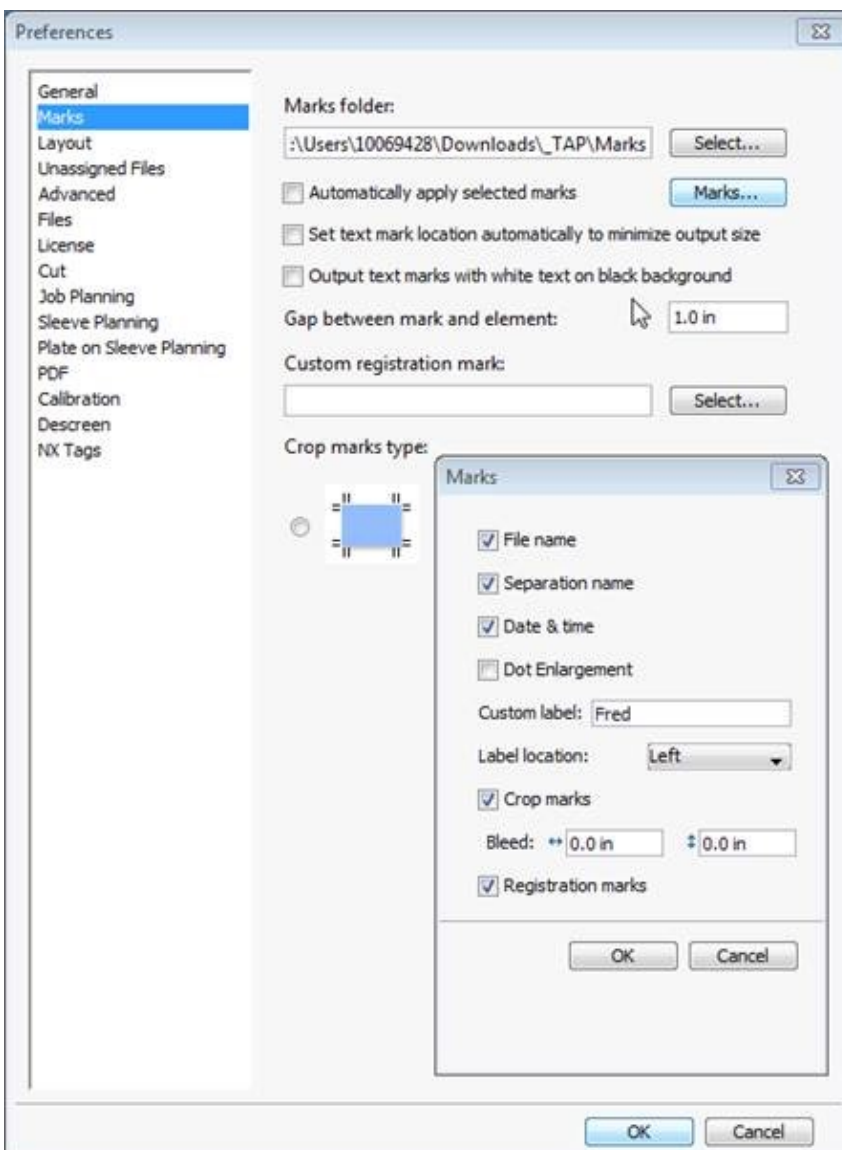 Preferences
General
Marks
Layout
Unassigned Files
Advanced
Files
License
Cut
Job Planning
Sleeve Planning
Plate on Sleeve Planning
PDF
Calibration
Descreen
NX Tags
Marks folder:
:\Users\10069428\Downloads\_TAP\Marks Select...
Automatically apply selected marks Marks...
Set text mark location automatically to minimize output size
Output text marks with white text on black background
Gap between mark and element: 1.0 in
Custom registration mark:
Select...
Crop marks type:
Marks
File name
Separation name
Date & time
Dot Enlargement
Custom label: Fred
Label location: Left
Crop marks
Bleed: 0.0 in 0.0 in
Registration marks
OK Cancel
OK Cancel